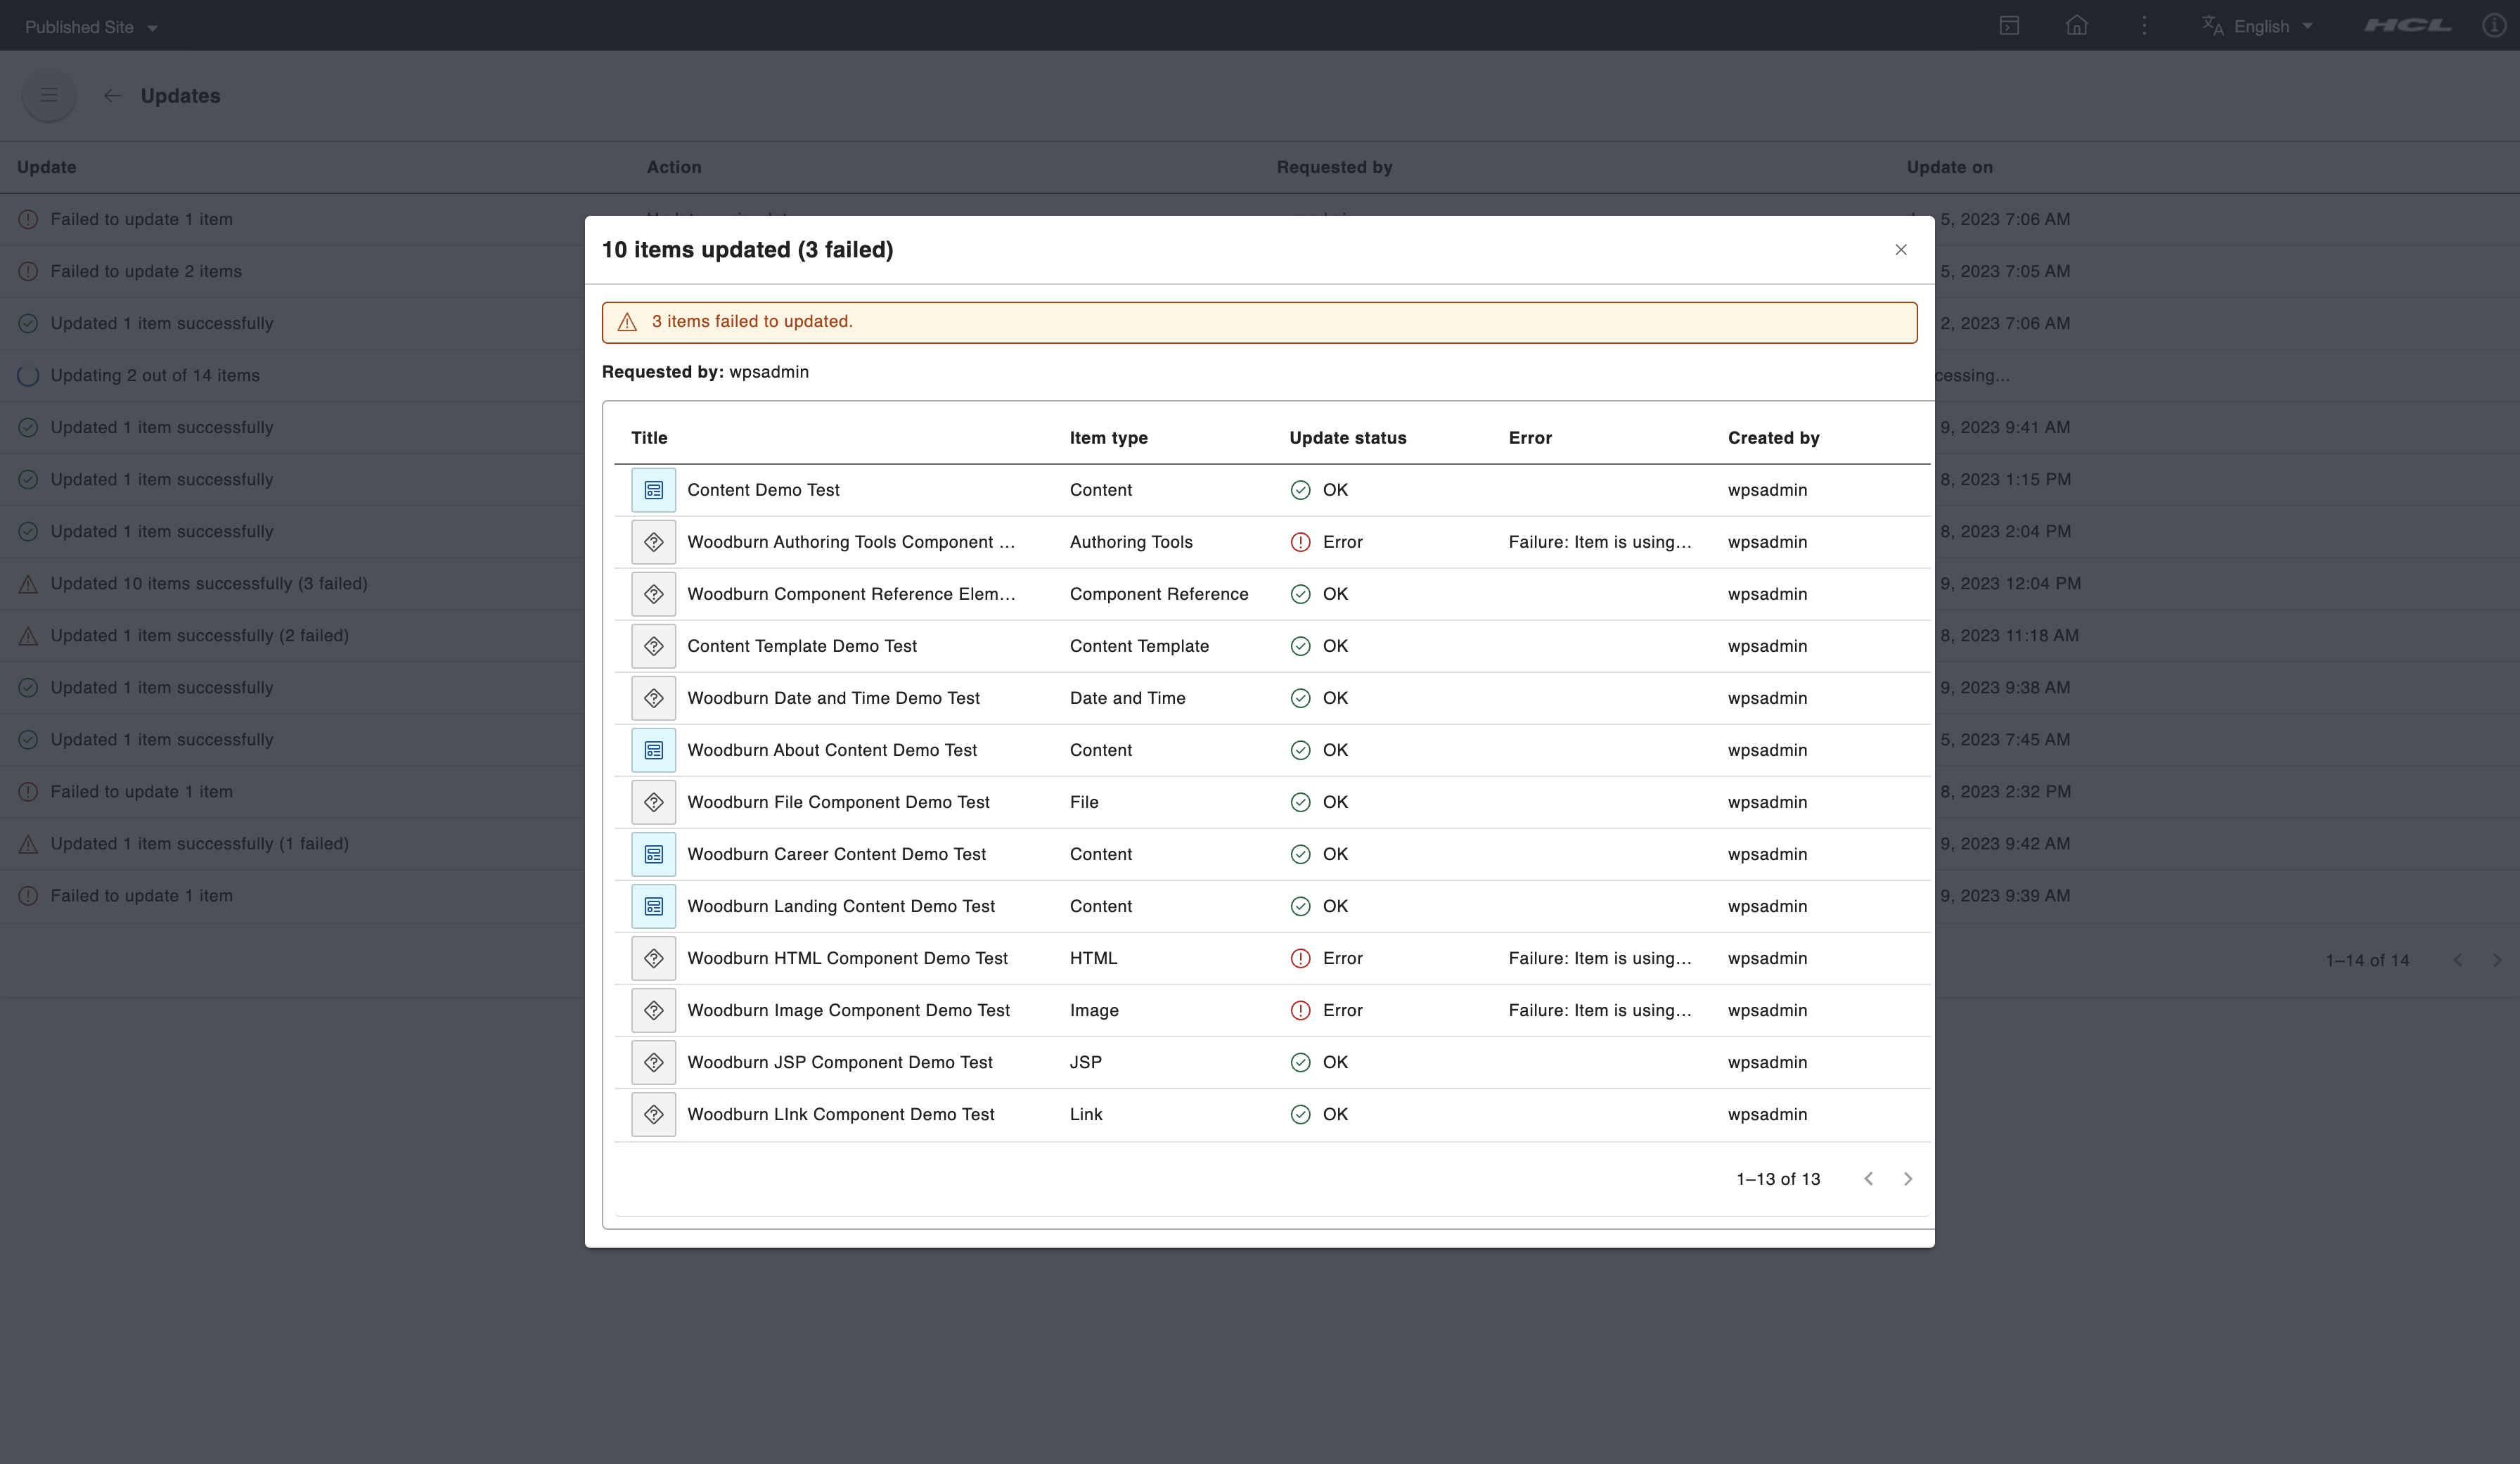 Published Site
English
HCL
Updates
Update Action Requested by Update on
Failed to update 1 item 5, 2023 7:06 AM
Failed to update 2 items 5, 2023 7:05 AM
Updated 1 item successfully 2, 2023 7:06 AM
Updating 2 out of 14 items cessing...
Updated 1 item successfully 9, 2023 9:41 AM
Updated 1 item successfully 8, 2023 1:15 PM
Updated 1 item successfully 8, 2023 2:04 PM
Updated 10 items successfully (3 failed) 9, 2023 12:04 PM
Updated 1 item successfully (2 failed) 8, 2023 11:18 AM
Updated 1 item successfully 9, 2023 9:38 AM
Updated 1 item successfully 5, 2023 7:45 AM
Failed to update 1 item 8, 2023 2:32 PM
Updated 1 item successfully (1 failed) 9, 2023 9:42 AM
Failed to update 1 item 9, 2023 9:39 AM
1–14 of 14
10 items updated (3 failed)
3 items failed to updated.
Requested by: wpsadmin
Title Item type Update status Error Created by
Content Demo Test Content OK wpsadmin
Woodburn Authoring Tools Component ... Authoring Tools Error Failure: Item is using... wpsadmin
Woodburn Component Reference Elem... Component Reference OK wpsadmin
Content Template Demo Test Content Template OK wpsadmin
Woodburn Date and Time Demo Test Date and Time OK wpsadmin
Woodburn About Content Demo Test Content OK wpsadmin
Woodburn File Component Demo Test File OK wpsadmin
Woodburn Career Content Demo Test Content OK wpsadmin
Woodburn Landing Content Demo Test Content OK wpsadmin
Woodburn HTML Component Demo Test HTML Error Failure: Item is using... wpsadmin
Woodburn Image Component Demo Test Image Error Failure: Item is using... wpsadmin
Woodburn JSP Component Demo Test JSP OK wpsadmin
Woodburn LInk Component Demo Test Link OK wpsadmin
1–13 of 13